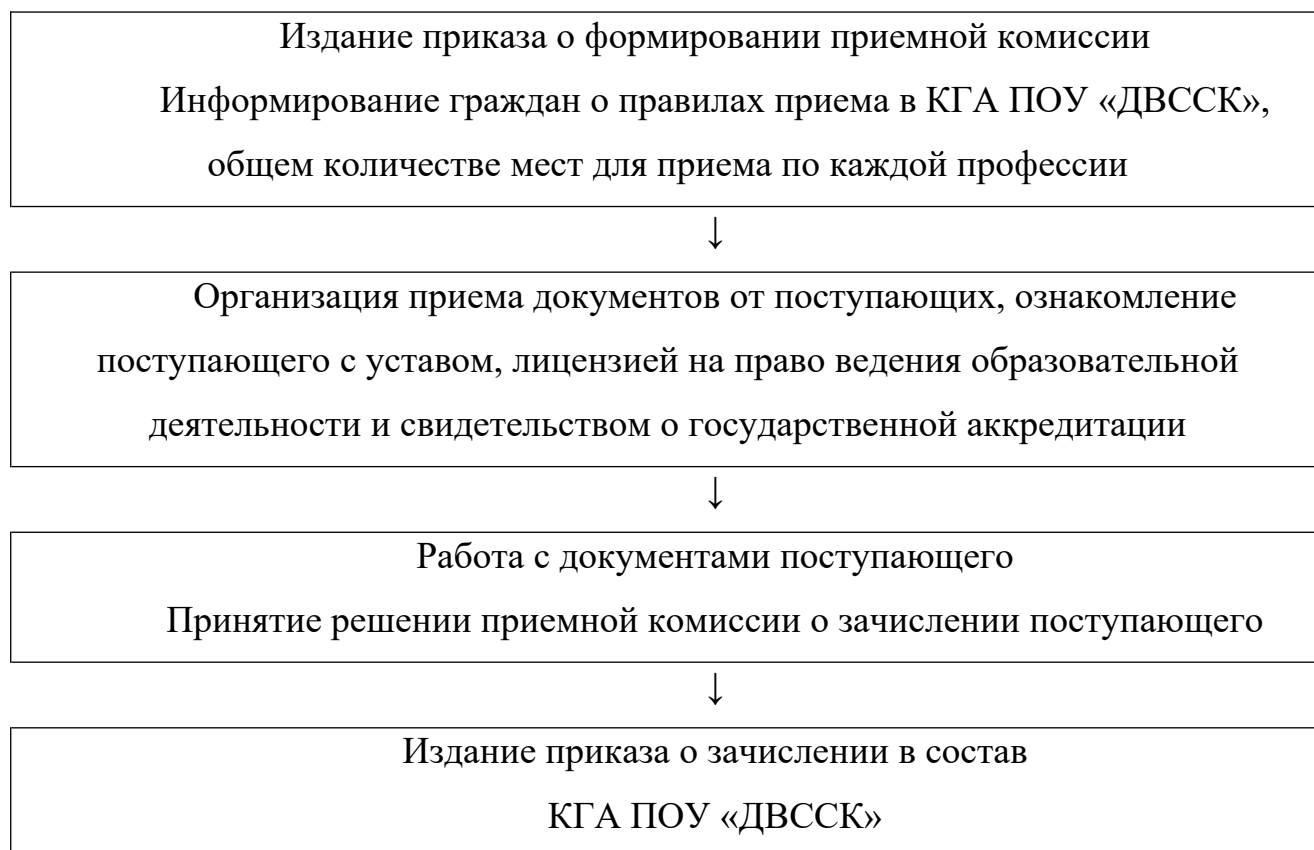 Издание приказа о формировании приемной комиссии
Информирование граждан о правилах приема в КГА ПОУ «ДВССК»,
общем количестве мест для приема по каждой профессии
↓
Организация приема документов от поступающих, ознакомление
поступающего с уставом, лицензией на право ведения образовательной
деятельности и свидетельством о государственной аккредитации
↓
Работа с документами поступающего
Принятие решении приемной комиссии о зачислении поступающего
↓
Издание приказа о зачислении в состав
КГА ПОУ «ДВССК»